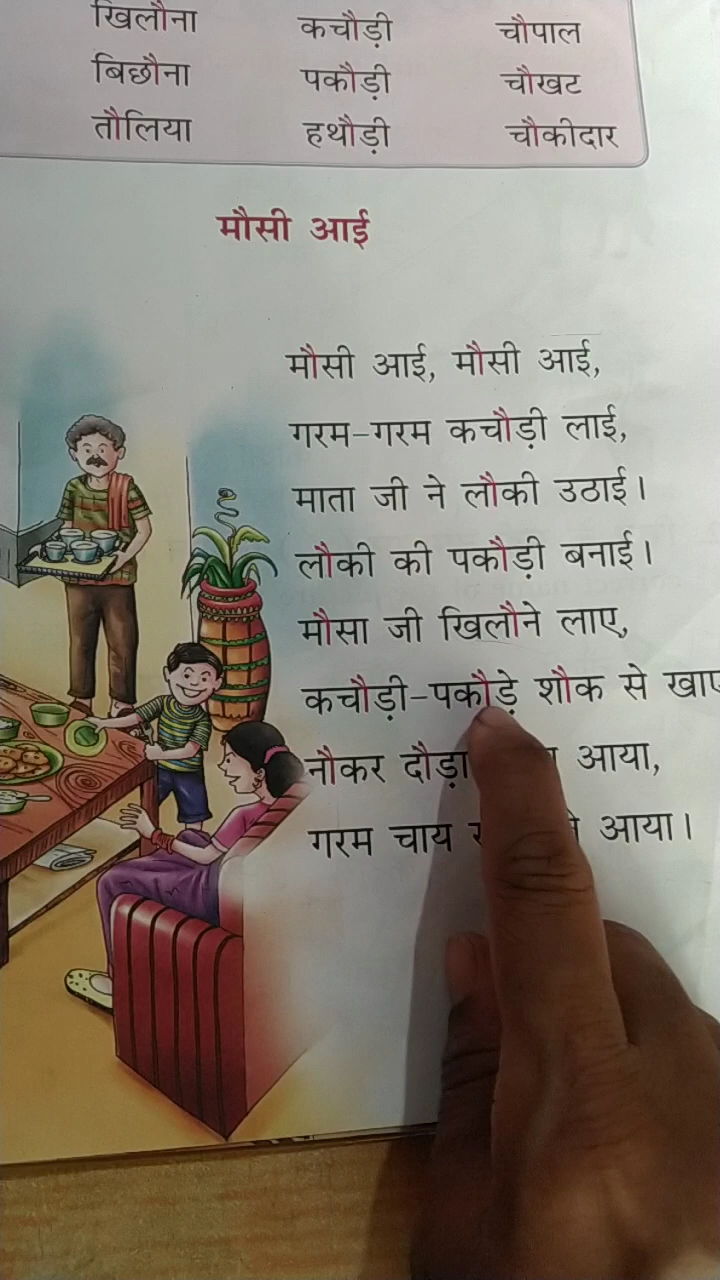 खिलौना कचौड़ी चौपाल
बिछौना पकौड़ी चौखट
तौलिया हथौड़ी चौकीदार
मौसी आई
मौसी आई, मौसी आई,
गरम-गरम कचौड़ी लाई,
माता जी ने लौकी उठाई।
लौकी की पकौड़ी बनाई।
मौसा जी खिलौने लाए,
कचौड़ी-पकौड़े शौक से
नौकर दौड़ा आया,
गरम चाय आया।